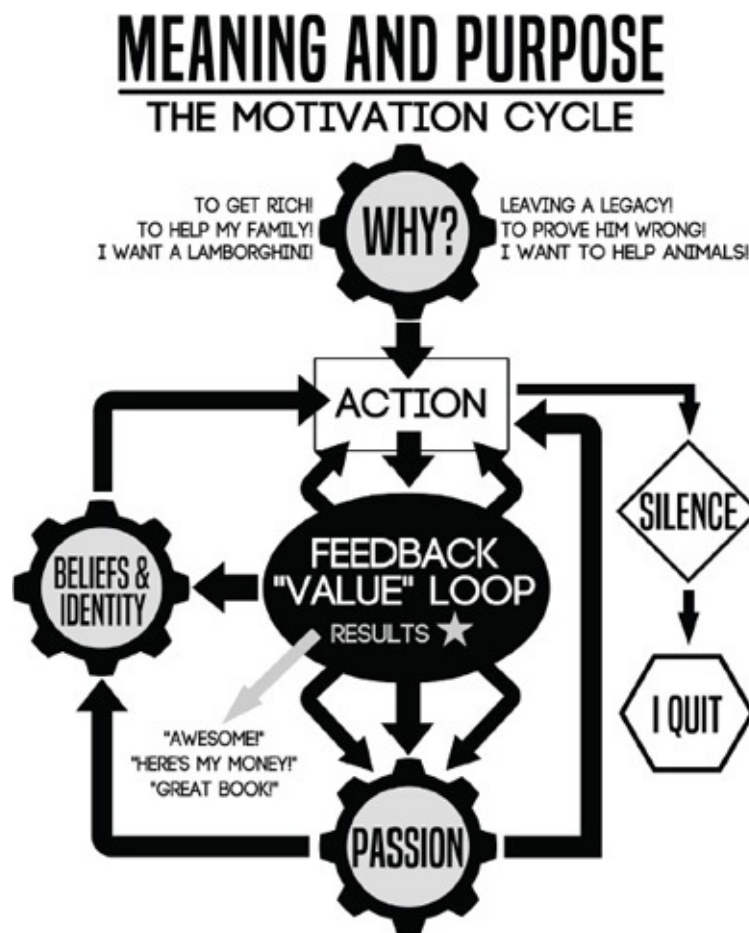 MEANING AND PURPOSE
THE MOTIVATION CYCLE
TO GET RICH!
TO HELP MY FAMILY!
I WANT A LAMBORGHINI!
WHY?
LEAVING A LEGACY!
TO PROVE HIM WRONG!
I WANT TO HELP ANIMALS!
ACTION
SILENCE
I QUIT
FEEDBACK
"VALUE" LOOP
RESULTS
BELIEFS &
IDENTITY
"AWESOME!"
"HERE'S MY MONEY!"
"GREAT BOOK!"
PASSION